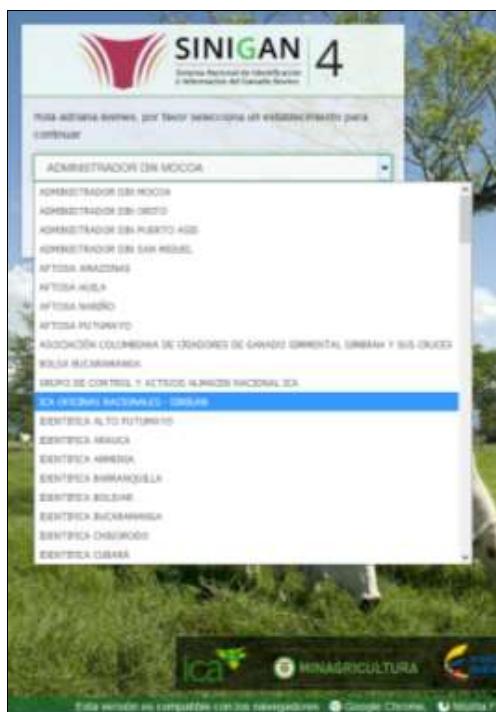 SINIGAN 4
Sistema Nacional de Identificación
e Información del Ganado Bovino
Hola adriana, por favor selecciona un establecimiento para
continuar
ADMINISTRADOR DIN MOCOA
ADMINISTRADOR DIN MOCOA
ADMINISTRADOR DIN ORITO
ADMINISTRADOR DIN PUERTO ASIS
ADMINISTRADOR DIN SAN MIGUEL
AFTOSA AMAZONAS
AFTOSA HUILA
AFTOSA NARIÑO
AFTOSA PUTUMAYO
ASOCIACIÓN COLOMBIANA DE CRIADORES DE GANADO SIMMENTAL SIMBRAH Y SUS CRUCES
BOLSA BUCARAMANGA
GRUPO DE CONTROL Y ACTIVOS ALMACEN NACIONAL ICA
ICA OFICINAS NACIONALES -
IDENTIFICA ALTO PUTUMAYO
IDENTIFICA ARAUCA
IDENTIFICA ARMENIA
IDENTIFICA BARRANQUILLA
IDENTIFICA BOLIVAR
IDENTIFICA BUCARAMANGA
IDENTIFICA CHIGORODO
IDENTIFICA CUBARÁ
ica MINAGRICULTURA
Esta versión es compatible con los navegadores Google Chrome, Mozilla